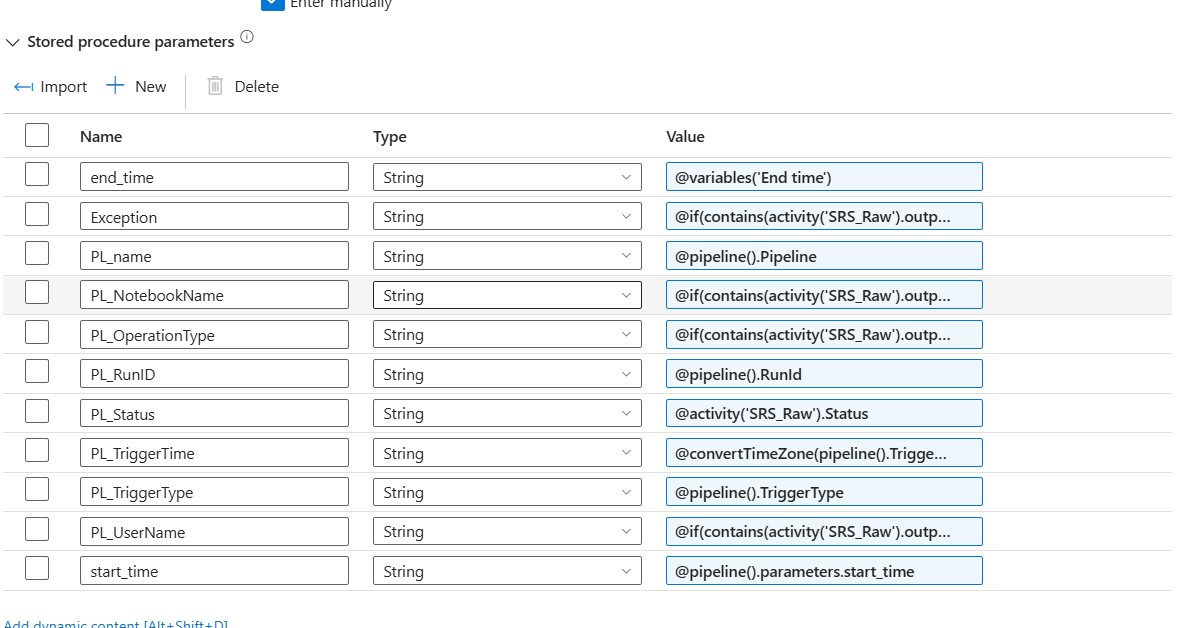 Enter manually
Stored procedure parameters
Import New Delete
Name Type Value
end_time String @variables('End time')
Exception String @if(contains(activity('SRS_Raw').outp...
PL_name String @pipeline().Pipeline
PL_NotebookName String @if(contains(activity('SRS_Raw').outp...
PL_OperationType String @if(contains(activity('SRS_Raw').outp...
PL_RunID String @pipeline().RunId
PL_Status String @activity('SRS_Raw').Status
PL_TriggerTime String @convertTimeZone(pipeline().Trigge...
PL_TriggerType String @pipeline().TriggerType
PL_UserName String @if(contains(activity('SRS_Raw').outp...
start_time String @pipeline().parameters.start_time
Add dynamic content [Alt+Shift+D]